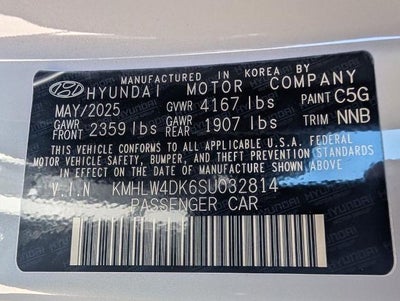 MANUFACTURED IN KOREA BY
HYUNDAI MOTOR COMPANY
MAY/2025 GVWR 4167 lbs PAINT C5G
GAWR FRONT 2359 lbs GAWR REAR 1907 lbs TRIM NNB
THIS VEHICLE CONFORMS TO ALL APPLICABLE U.S.A. FEDERAL
MOTOR VEHICLE SAFETY, BUMPER, AND THEFT PREVENTION STANDARDS
IN EFFECT ON THE DATE OF MANUFACTURE SHOWN ABOVE.
V.I.N KMHLW4DK6SU032814
PASSENGER CAR